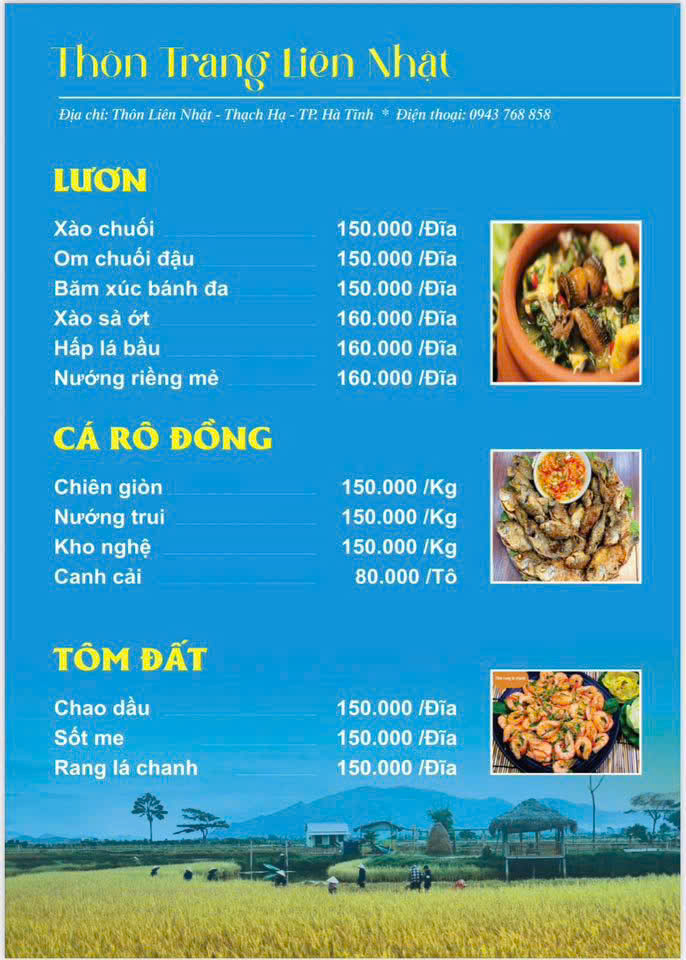 Thôn Trang Liên Nhật
Địa chỉ: Thôn Liên Nhật - Thạch Hạ - TP. Hà Tĩnh * Điện thoại: 0943 768 858
LƯƠN
Xào chuối 150.000 /Đĩa
Om chuối đậu 150.000 /Đĩa
Băm xúc bánh đa 150.000 /Đĩa
Xào sả ớt 160.000 /Đĩa
Hấp lá bầu 160.000 /Đĩa
Nướng riềng mẻ 160.000 /Đĩa
CÁ RÔ ĐỒNG
Chiên giòn 150.000 /Kg
Nướng trui 150.000 /Kg
Kho nghệ 150.000 /Kg
Canh cải 80.000 /Tô
TÔM ĐẤT
Chao dầu 150.000 /Đĩa
Sốt me 150.000 /Đĩa
Rang lá chanh 150.000 /Đĩa